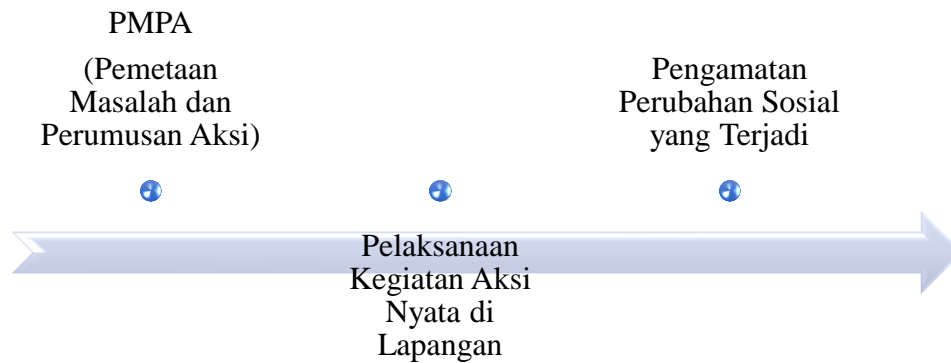 PMPA
(Pemetaan
Masalah dan
Perumusan Aksi)
Pelaksanaan
Kegiatan Aksi
Nyata di
Lapangan
Pengamatan
Perubahan Sosial
yang Terjadi